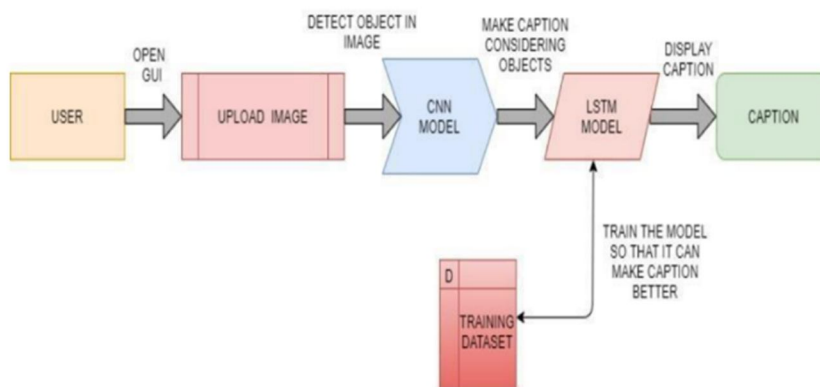 DETECT OBJECT IN
IMAGE
MAKE CAPTION
CONSIDERING
OBJECTS
OPEN
GUI
DISPLAY
CAPTION
USER
UPLOAD IMAGE
CNN
MODEL
LSTM
MODEL
CAPTION
TRAIN THE MODEL
SO THAT IT CAN
MAKE CAPTION
BETTER
D
TRAINING
DATASET